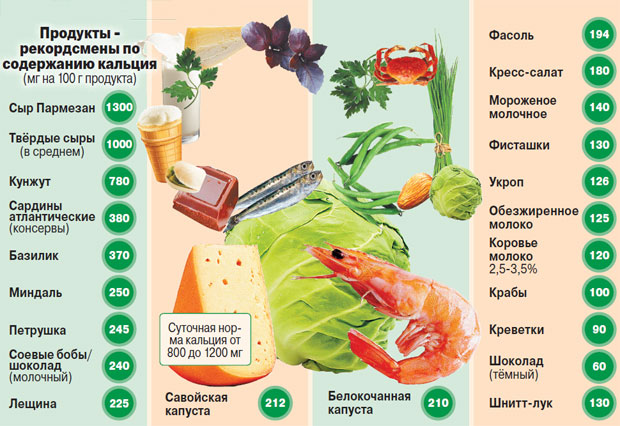 Продукты -
рекордсмены по
содержанию кальция
(мг на 100 г продукта)
Сыр Пармезан 1300
Твёрдые сыры
(в среднем) 1000
Кунжут 780
Сардины
атлантические
(консервы) 380
Базилик 370
Миндаль 250
Петрушка 245
Соевые бобы/
шоколад
(молочный) 240
Лещина 225
Суточная нор-
ма кальция от
800 до 1200 мг
Савойская
капуста 212
Белокочанная
капуста 210
Фасоль 194
Кресс-салат 180
Мороженое
молочное 140
Фисташки 130
Укроп 126
Обезжиренное
молоко 125
Коровье
молоко
2,5-3,5% 120
Крабы 100
Креветки 90
Шоколад
(тёмный) 60
Шнитт-лук 130